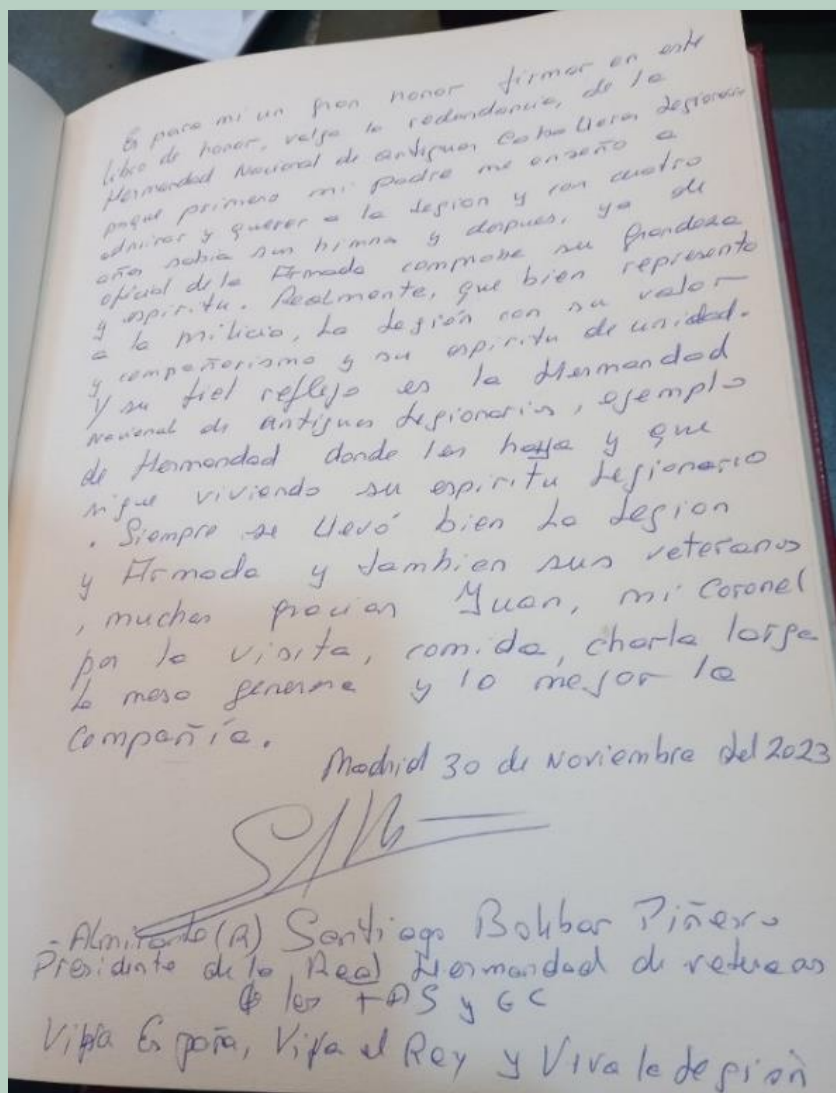 Es para mi un gran honor firmar en este
libro de honor, valga la redundancia, de la
Hermandad Nacional de antiguos Caballeros Legionarios
porque primero mi Padre me enseño a
admirar y querer a la Legion y con cuatro
años sabia sus himnos y despues, ya de
oficial de la Armada comprobe su grandeza
y espiritu. Realmente, que bien representa
a la milicia, La Legión con su valor
y compañerismo y su espiritu de unidad.
Y su fiel reflejo es la Hermandad
Nacional de antiguos Legionarios, ejemplo
de Hermandad donde las haya y que
sigue viviendo su espiritu Legionario
. Siempre se llevó bien La Legion
y Armada y tambien sus veteranos
, muchas gracias Juan, mi Coronel
por la visita, comida, charla larga
La mesa generosa y lo mejor la
compañía.
Madrid 30 de Noviembre del 2023
Almirante (R) Santiago Bolibar Piñeiro
Presidente de la Real Hermandad de veteranos
de las FAS y GC
Viva España, Viva el Rey y Viva la Legión